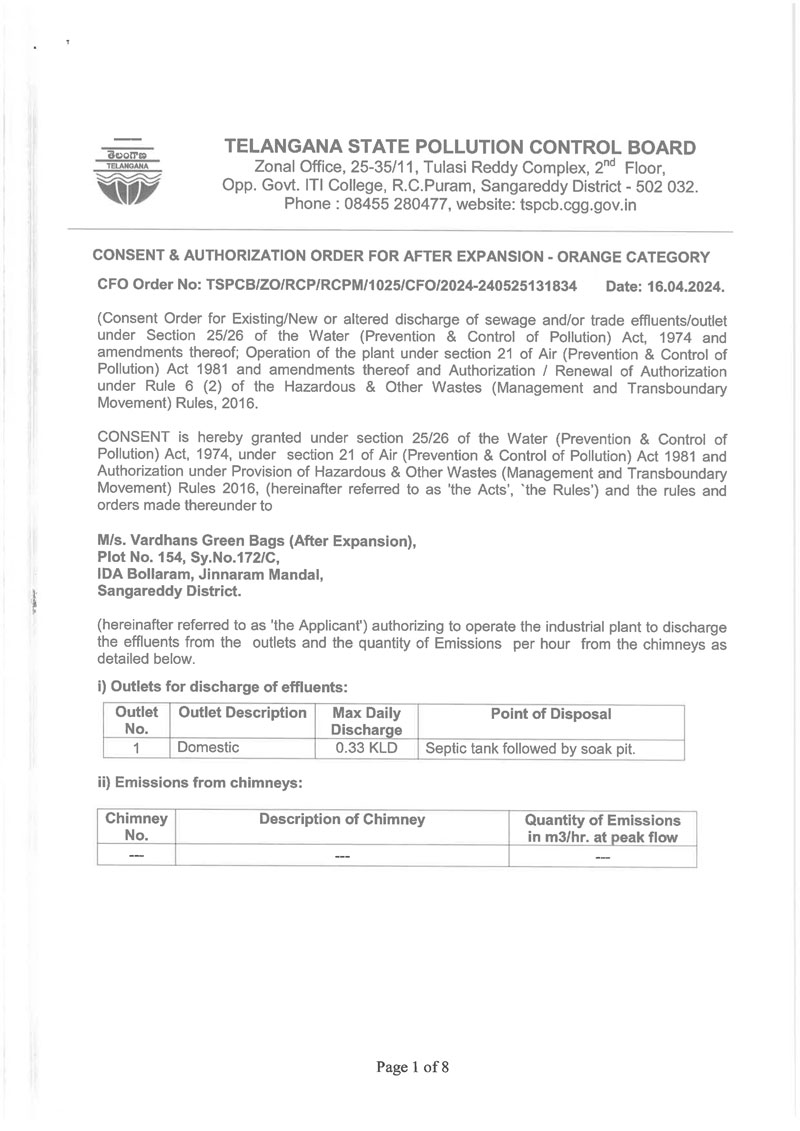 తెలంగాణ
TELANGANA
TELANGANA STATE POLLUTION CONTROL BOARD
Zonal Office, 25-35/11, Tulasi Reddy Complex, 2nd Floor,
Opp. Govt. ITI College, R.C.Puram, Sangareddy District - 502 032.
Phone : 08455 280477, website: tspcb.cgg.gov.in
CONSENT & AUTHORIZATION ORDER FOR AFTER EXPANSION - ORANGE CATEGORY
CFO Order No: TSPCB/ZO/RCP/RCPM/1025/CFO/2024-240525131834 Date: 16.04.2024.
(Consent Order for Existing/New or altered discharge of sewage and/or trade effluents/outlet
under Section 25/26 of the Water (Prevention & Control of Pollution) Act, 1974 and
amendments thereof; Operation of the plant under section 21 of Air (Prevention & Control of
Pollution) Act 1981 and amendments thereof and Authorization / Renewal of Authorization
under Rule 6 (2) of the Hazardous & Other Wastes (Management and Transboundary
Movement) Rules, 2016.
CONSENT is hereby granted under section 25/26 of the Water (Prevention & Control of
Pollution) Act, 1974, under section 21 of Air (Prevention & Control of Pollution) Act 1981 and
Authorization under Provision of Hazardous & Other Wastes (Management and Transboundary
Movement) Rules 2016, (hereinafter referred to as 'the Acts', `the Rules') and the rules and
orders made thereunder to
M/s. Vardhans Green Bags (After Expansion),
Plot No. 154, Sy.No.172/C,
IDA Bollaram, Jinnaram Mandal,
Sangareddy District.
(hereinafter referred to as 'the Applicant') authorizing to operate the industrial plant to discharge
the effluents from the outlets and the quantity of Emissions per hour from the chimneys as
detailed below.
i) Outlets for discharge of effluents:
Outlet No. Outlet Description Max Daily Discharge Point of Disposal
1 Domestic 0.33 KLD Septic tank followed by soak pit.
ii) Emissions from chimneys:
Chimney No. Description of Chimney Quantity of Emissions in m3/hr. at peak flow
--- --- ---
Page 1 of 8